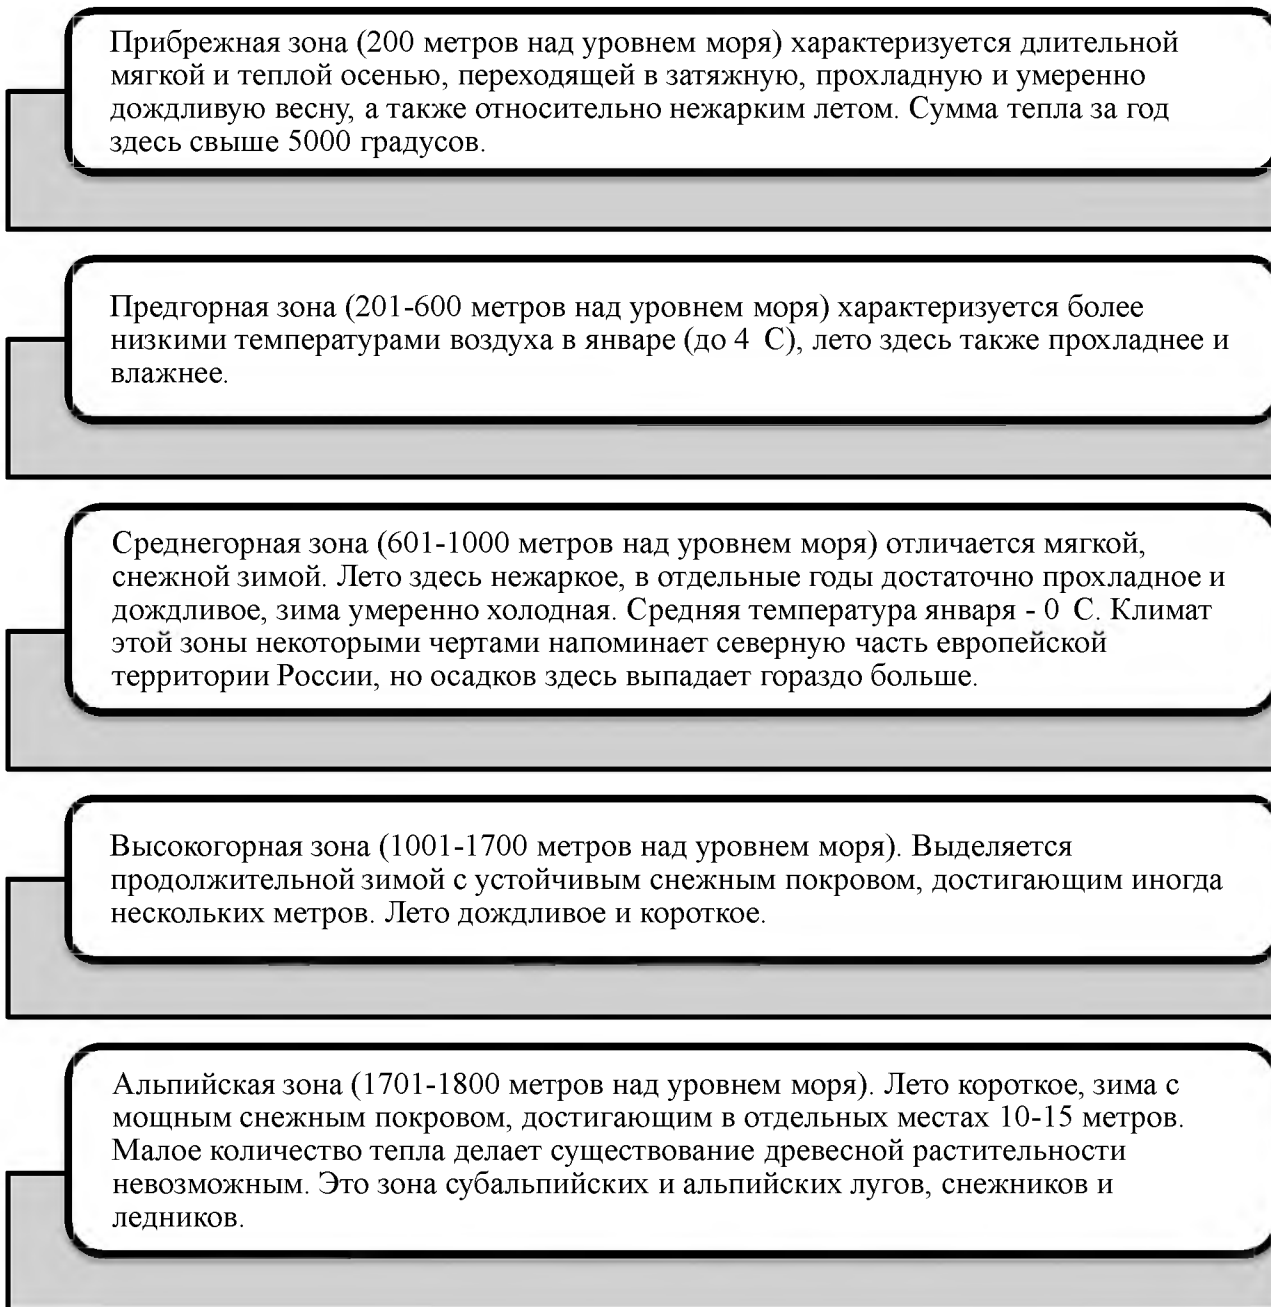 Прибрежная зона (200 метров над уровнем моря) характеризуется длительной
мягкой и теплой осенью, переходящей в затяжную, прохладную и умеренно
дождливую весну, а также относительно нежарким летом. Сумма тепла за год
здесь свыше 5000 градусов.
Предгорная зона (201-600 метров над уровнем моря) характеризуется более
низкими температурами воздуха в январе (до 4 С), лето здесь также прохладнее и
влажнее.
Среднегорная зона (601-1000 метров над уровнем моря) отличается мягкой,
снежной зимой. Лето здесь нежаркое, в отдельные годы достаточно прохладное и
дождливое, зима умеренно холодная. Средняя температура января - 0 С. Климат
этой зоны некоторыми чертами напоминает северную часть европейской
территории России, но осадков здесь выпадает гораздо больше.
Высокогорная зона (1001-1700 метров над уровнем моря). Выделяется
продолжительной зимой с устойчивым снежным покровом, достигающим иногда
нескольких метров. Лето дождливое и короткое.
Альпийская зона (1701-1800 метров над уровнем моря). Лето короткое, зима с
мощным снежным покровом, достигающим в отдельных местах 10-15 метров.
Малое количество тепла делает существование древесной растительности
невозможным. Это зона субальпийских и альпийских лугов, снежников и
ледников.